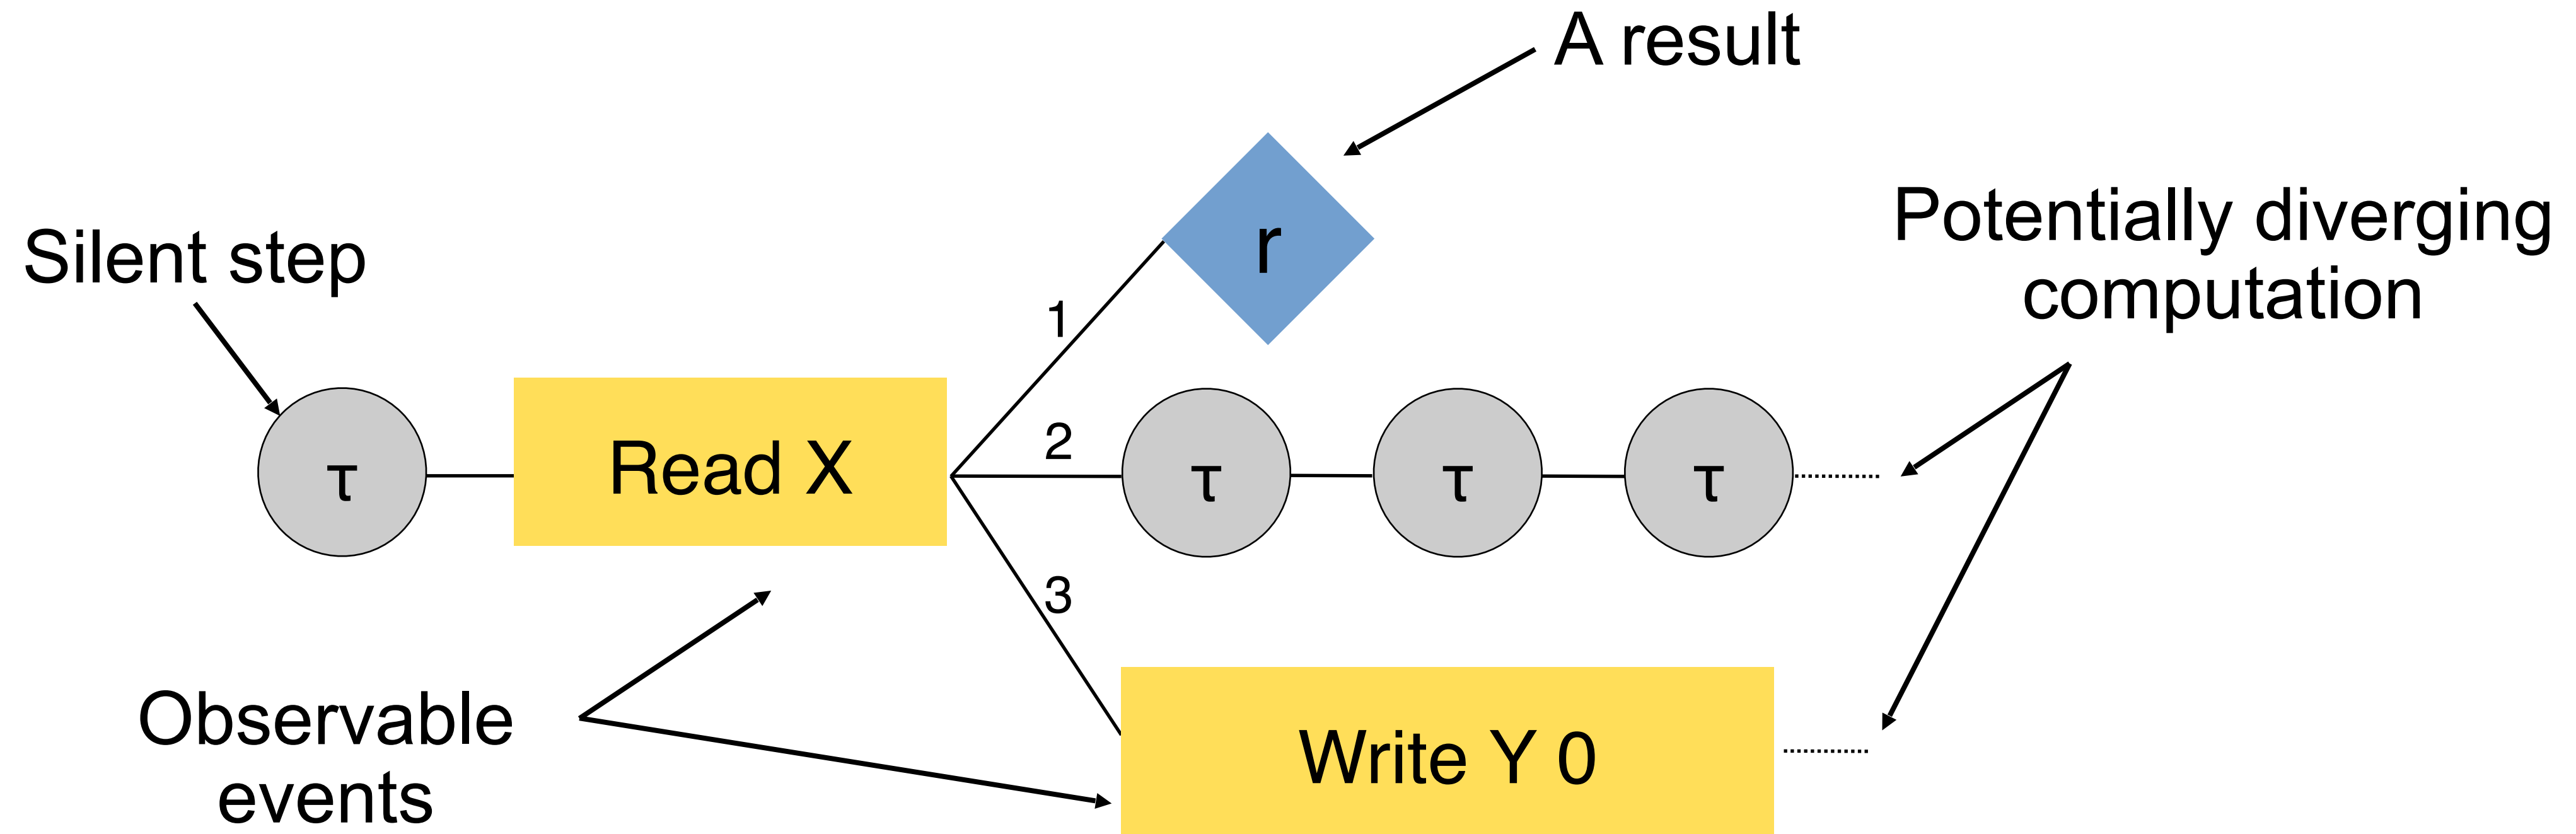 A result
Potentially diverging
computation
Silent step
r
1
2
3
τ
Read X
τ
τ
τ
Observable
events
Write Y 0